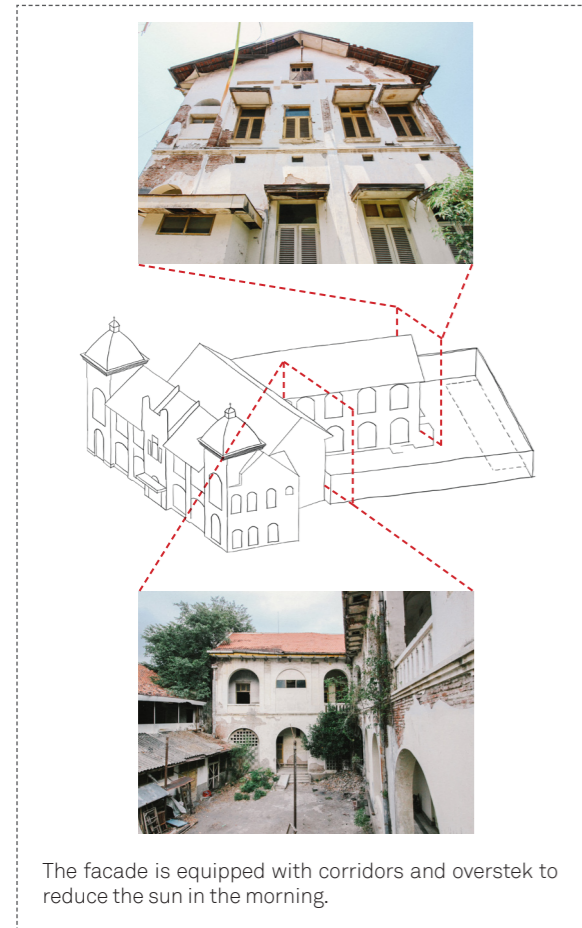 The facade is equipped with corridors and overstek to
reduce the sun in the morning.